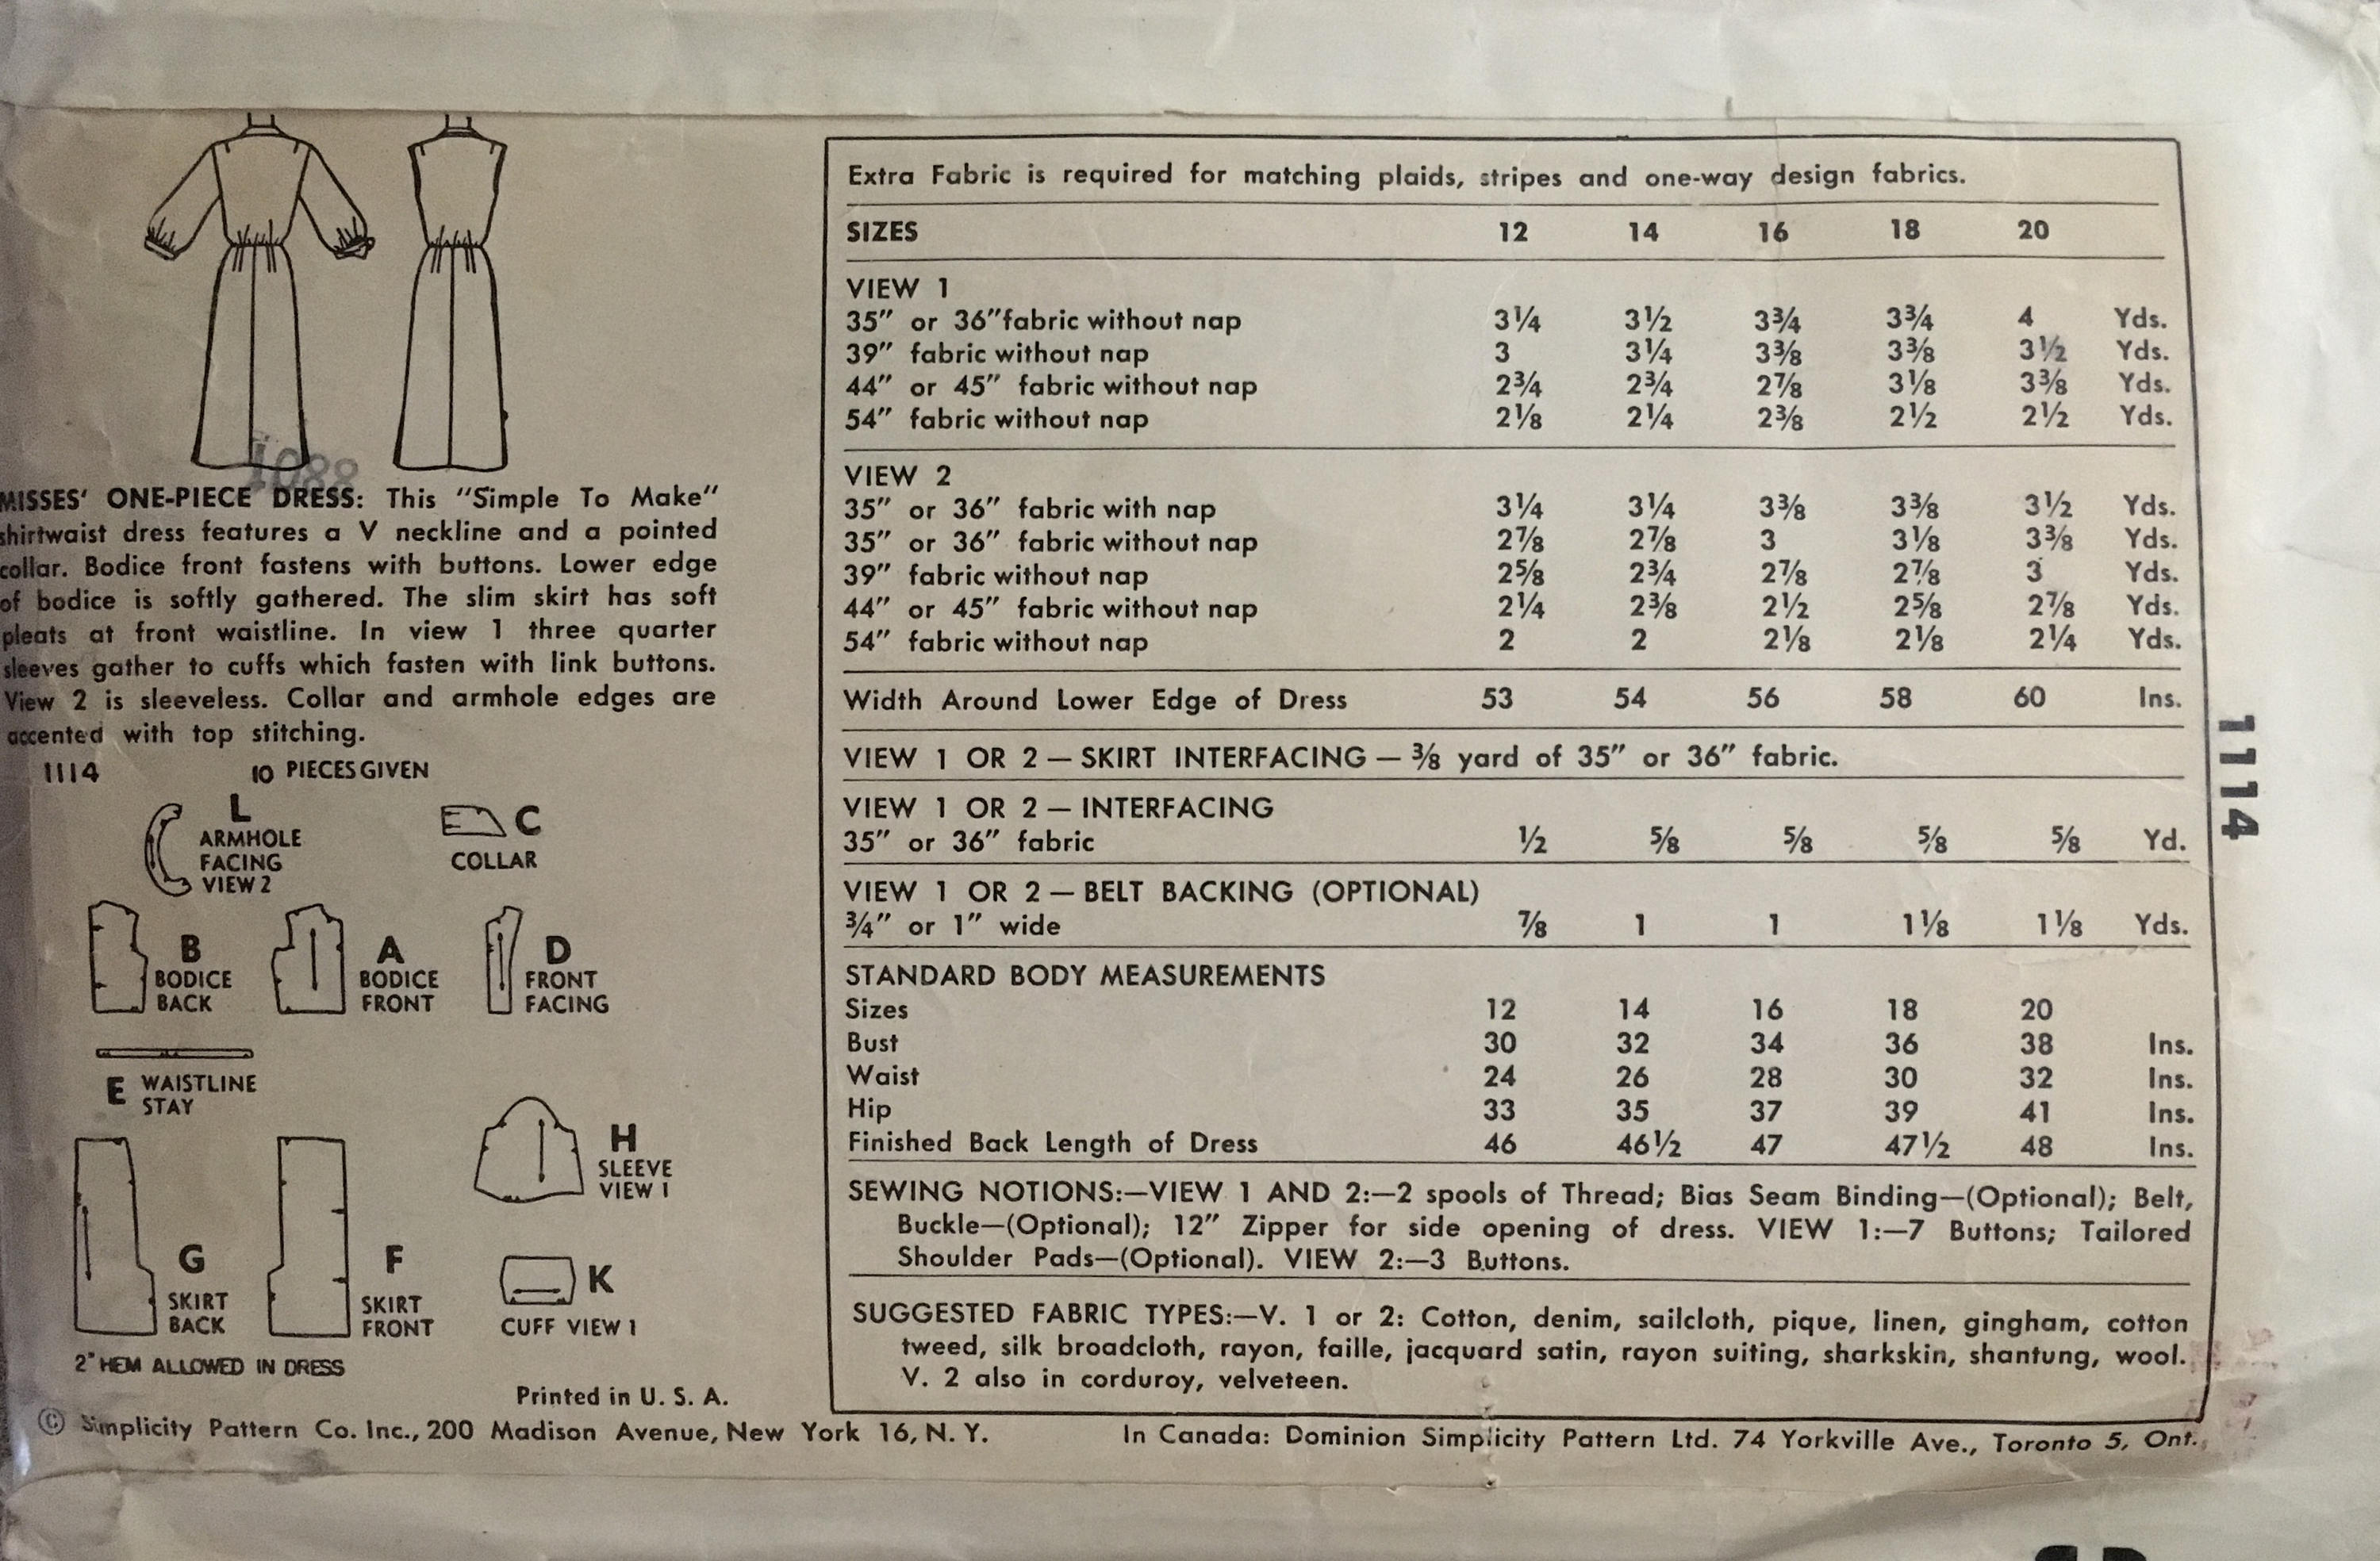 MISSES' ONE-PIECE DRESS: This "Simple To Make"
shirtwaist dress features a V neckline and a pointed
collar. Bodice front fastens with buttons. Lower edge
of bodice is softly gathered. The slim skirt has soft
pleats at front waistline. In view 1 three quarter
sleeves gather to cuffs which fasten with link buttons.
View 2 is sleeveless. Collar and armhole edges are
accented with top stitching.
1114 10 PIECES GIVEN
L
ARMHOLE
FACING
VIEW 2
C
COLLAR
B
BODICE
BACK
A
BODICE
FRONT
D
FRONT
FACING
E WAISTLINE
STAY
H
SLEEVE
VIEW 1
G
SKIRT
BACK
F
SKIRT
FRONT
K
CUFF VIEW 1
2" HEM ALLOWED IN DRESS
Printed in U. S. A.
© Simplicity Pattern Co. Inc., 200 Madison Avenue, New York 16, N. Y. In Canada: Dominion Simplicity Pattern Ltd. 74 Yorkville Ave., Toronto 5, Ont.
Extra Fabric is required for matching plaids, stripes and one-way design fabrics.
SIZES 12 14 16 18 20
VIEW 1
35" or 36" fabric without nap 3¼ 3½ 3¾ 3¾ 4 Yds.
39" fabric without nap 3 3¼ 3⅜ 3⅜ 3½ Yds.
44" or 45" fabric without nap 2¾ 2¾ 2⅞ 3⅛ 3⅜ Yds.
54" fabric without nap 2⅛ 2¼ 2⅜ 2½ 2½ Yds.
VIEW 2
35" or 36" fabric with nap 3¼ 3¼ 3⅜ 3⅜ 3½ Yds.
35" or 36" fabric without nap 2⅞ 2⅞ 3 3⅛ 3⅜ Yds.
39" fabric without nap 2⅝ 2¾ 2⅞ 2⅞ 3 Yds.
44" or 45" fabric without nap 2¼ 2⅜ 2½ 2⅝ 2⅞ Yds.
54" fabric without nap 2 2 2⅛ 2⅛ 2¼ Yds.
Width Around Lower Edge of Dress 53 54 56 58 60 Ins.
VIEW 1 OR 2 — SKIRT INTERFACING — ⅜ yard of 35" or 36" fabric.
VIEW 1 OR 2 — INTERFACING
35" or 36" fabric ½ ⅝ ⅝ ⅝ ⅝ Yd.
VIEW 1 OR 2 — BELT BACKING (OPTIONAL)
¾" or 1" wide ⅞ 1 1 1⅛ 1⅛ Yds.
STANDARD BODY MEASUREMENTS
Sizes 12 14 16 18 20
Bust 30 32 34 36 38 Ins.
Waist 24 26 28 30 32 Ins.
Hip 33 35 37 39 41 Ins.
Finished Back Length of Dress 46 46½ 47 47½ 48 Ins.
SEWING NOTIONS:—VIEW 1 AND 2:—2 spools of Thread; Bias Seam Binding—(Optional); Belt,
Buckle—(Optional); 12" Zipper for side opening of dress. VIEW 1:—7 Buttons; Tailored
Shoulder Pads—(Optional). VIEW 2:—3 Buttons.
SUGGESTED FABRIC TYPES:—V. 1 or 2: Cotton, denim, sailcloth, pique, linen, gingham, cotton
tweed, silk broadcloth, rayon, faille, jacquard satin, rayon suiting, sharkskin, shantung, wool.
V. 2 also in corduroy, velveteen.
1114